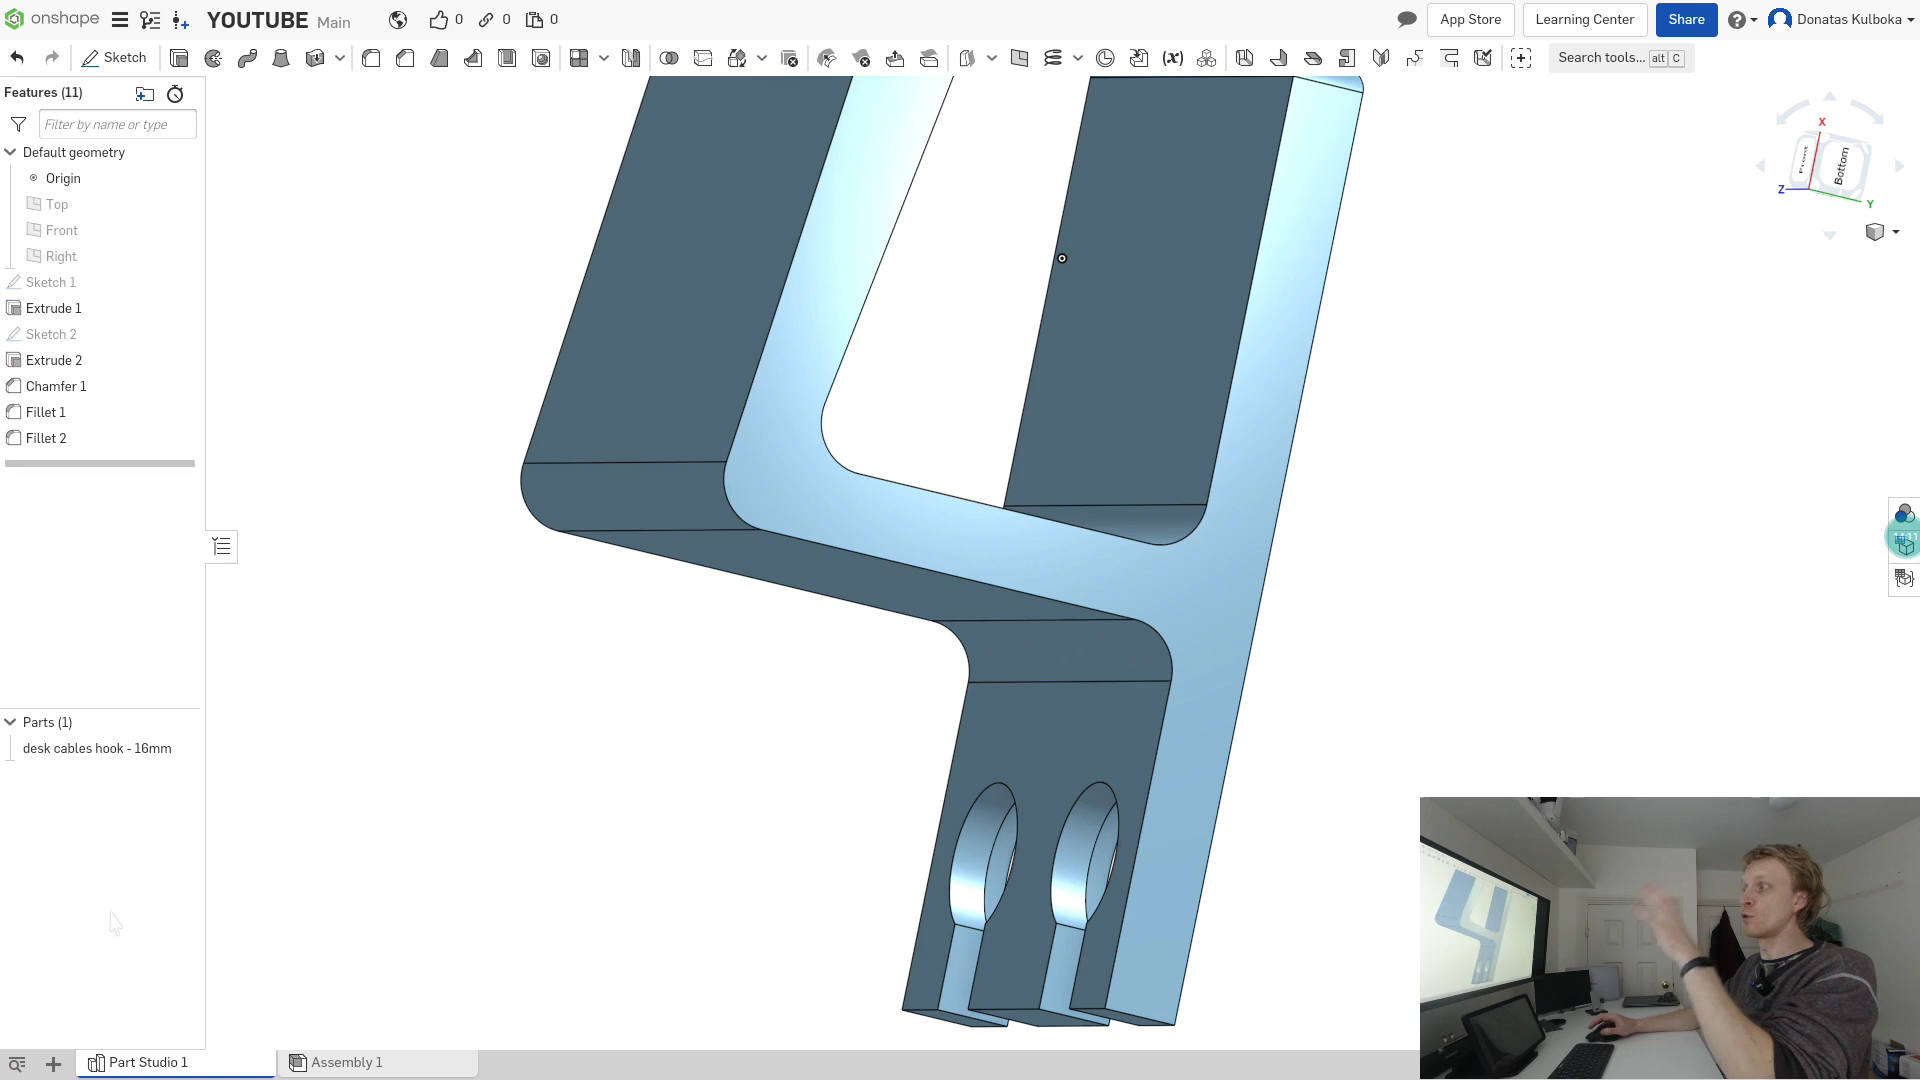 onshape
YOUTUBE Main
0
0
0
App Store
Learning Center
Share
Donatas Kulboka
Sketch
(x)
Search tools... alt C
Features (11)
Filter by name or type
Default geometry
Origin
Top
Front
Right
Sketch 1
Extrude 1
Sketch 2
Extrude 2
Chamfer 1
Fillet 1
Fillet 2
X
Front
Bottom
Z
Y
Parts (1)
desk cables hook - 16mm
Part Studio 1
Assembly 1